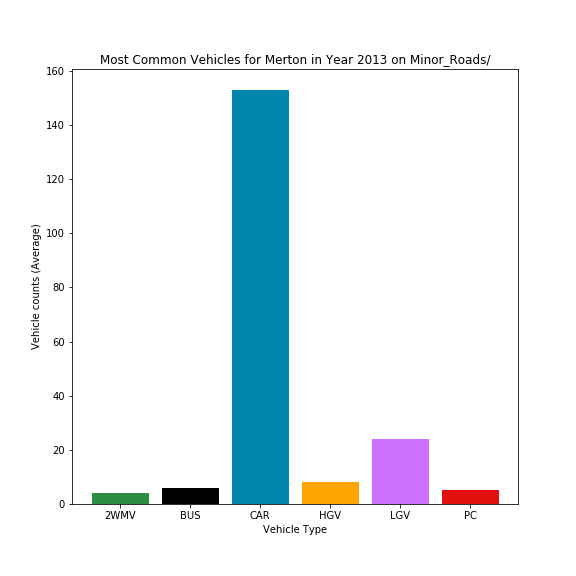 Most Common Vehicles for Merton in Year 2013 on Minor_Roads/
160
140
120
100
80
60
40
20
0
Vehicle counts (Average)
2WMV BUS CAR HGV LGV PC
Vehicle Type